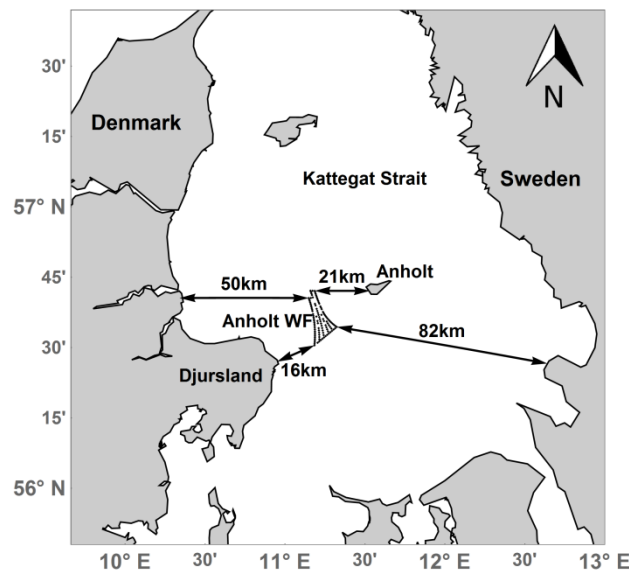 30'
N
Denmark
15'
Kattegat Strait
Sweden
57° N
45'
Anholt
21km
50km
Anholt WF
82km
30'
16km
Djursland
15'
56° N
10° E
30'
11° E
30'
12° E
30'
13° E